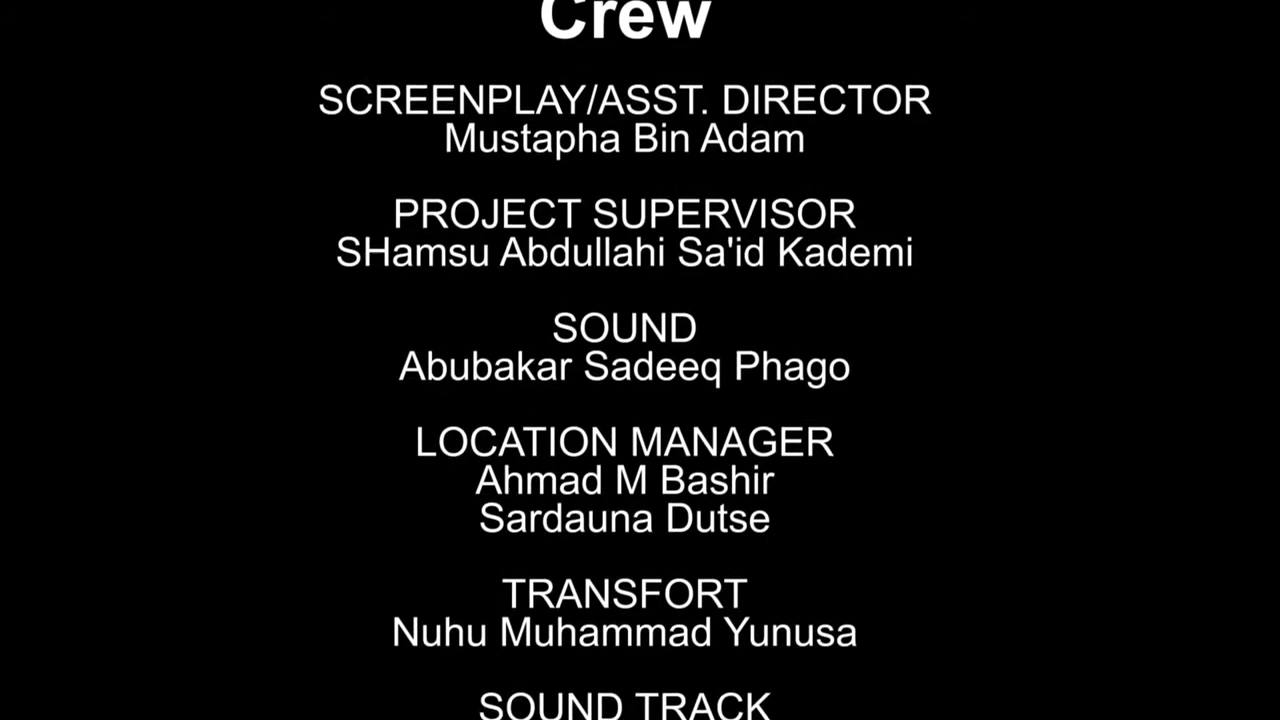 Crew
SCREENPLAY/ASST. DIRECTOR
Mustapha Bin Adam
PROJECT SUPERVISOR
SHamsu Abdullahi Sa'id Kademi
SOUND
Abubakar Sadeeq Phago
LOCATION MANAGER
Ahmad M Bashir
Sardauna Dutse
TRANSFORT
Nuhu Muhammad Yunusa
SOUND TRACK